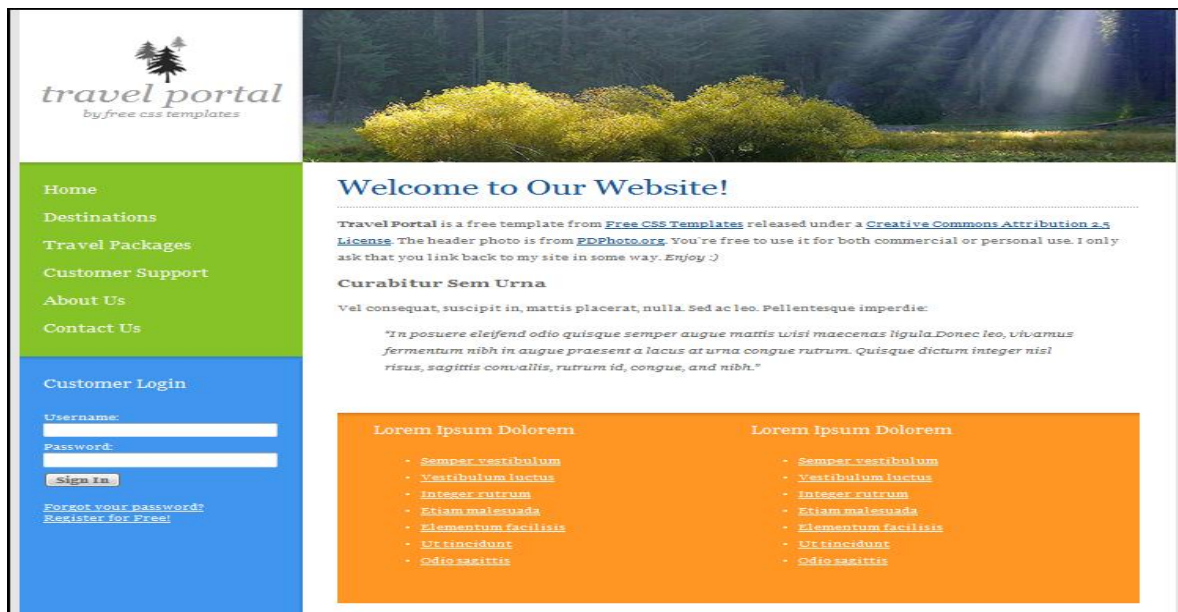 travel portal
by free css templates
Home
Destinations
Travel Packages
Customer Support
About Us
Contact Us
Customer Login
Username:
Password:
Sign In
Forgot your password?
Register for Free!
Welcome to Our Website!
Travel Portal is a free template from Free CSS Templates released under a Creative Commons Attribution 2.5
License. The header photo is from PDPhoto.org. You're free to use it for both commercial or personal use. I only
ask that you link back to my site in some way. Enjoy :)
Curabitur Sem Urna
Vel consequat, suscipit in, mattis placerat, nulla. Sed ac leo. Pellentesque imperdie:
"In posuere eleifend odio quisque semper augue mattis wisi maecenas ligula.Donec leo, vivamus
fermentum nibh in augue praesent a lacus at urna congue rutrum. Quisque dictum integer nisl
risus, sagittis convallis, rutrum id, congue, and nibh."
Lorem Ipsum Dolorem
• Semper vestibulum
• Vestibulum luctus
• Integer rutrum
• Etiam malesuada
• Elementum facilisis
• Ut tincidunt
• Odio sagittis
Lorem Ipsum Dolorem
• Semper vestibulum
• Vestibulum luctus
• Integer rutrum
• Etiam malesuada
• Elementum facilisis
• Ut tincidunt
• Odio sagittis